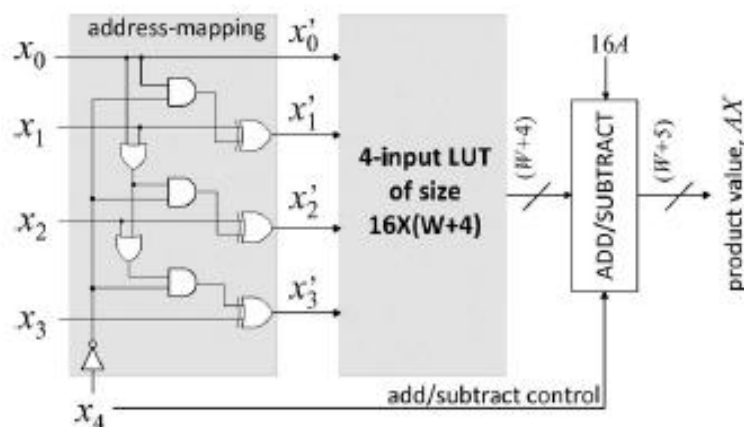 address-mapping
x0
x1
x2
x3
x4
x'0
x'1
x'2
x'3
4-input LUT
of size
16X(W+4)
(W+4)
16A
ADD/SUBTRACT
(W+5)
product value, AX
add/subtract control